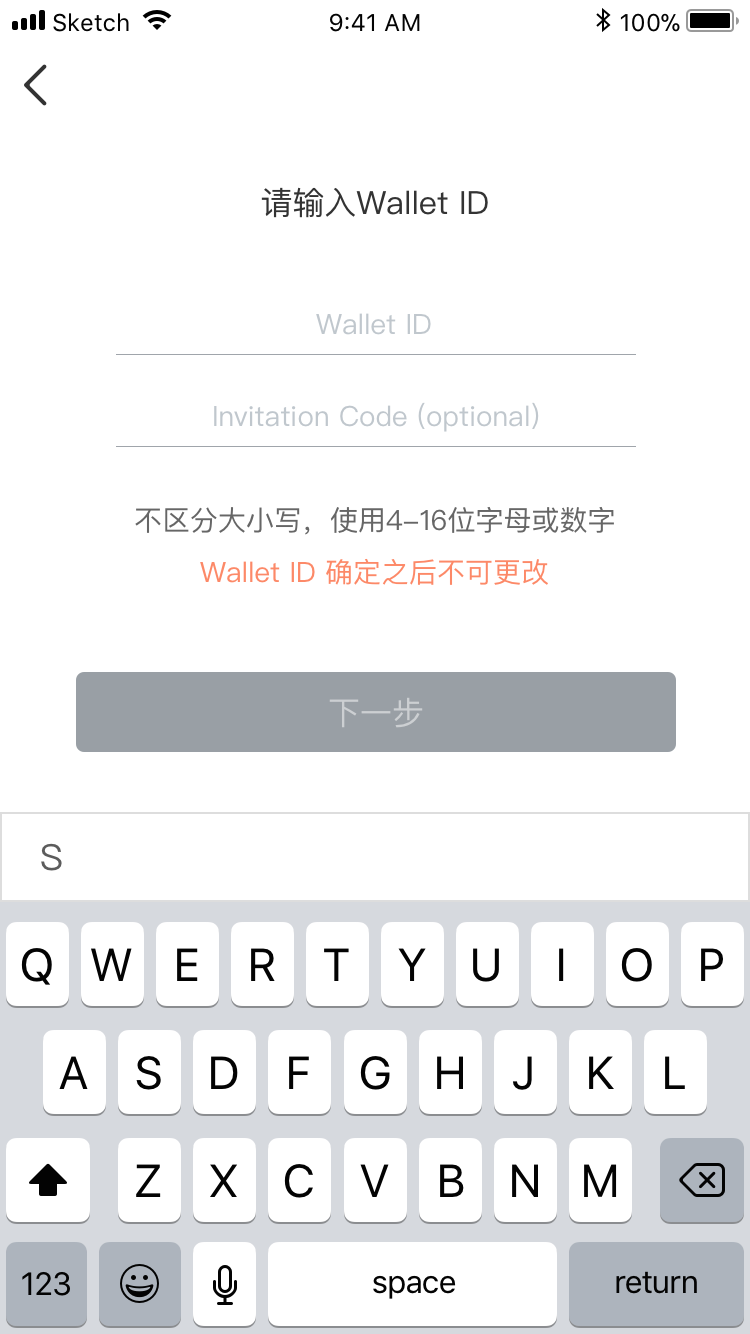 Sketch 9:41 AM 100%
请输入Wallet ID
Wallet ID
Invitation Code (optional)
不区分大小写，使用4–16位字母或数字
Wallet ID 确定之后不可更改
下一步
S
Q W E R T Y U I O P
A S D F G H J K L
Z X C V B N M
123 space return